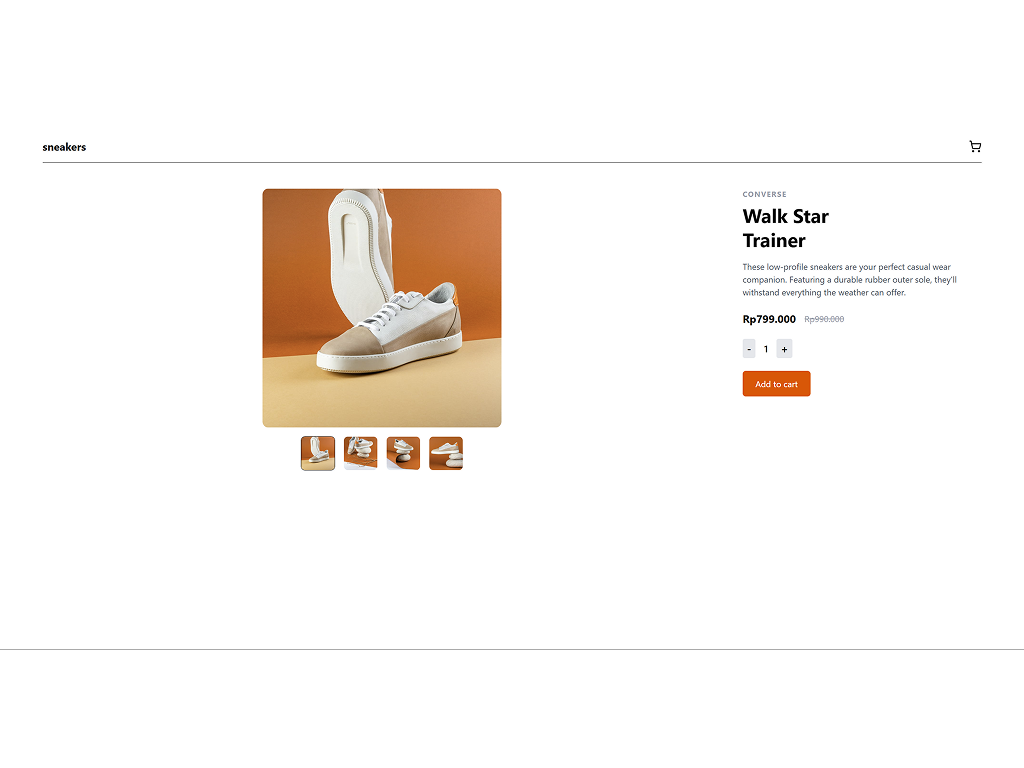 sneakers
CONVERSE
Walk Star
Trainer
These low-profile sneakers are your perfect casual wear
companion. Featuring a durable rubber outer sole, they'll
withstand everything the weather can offer.
Rp799.000 Rp990.000
- 1 +
Add to cart